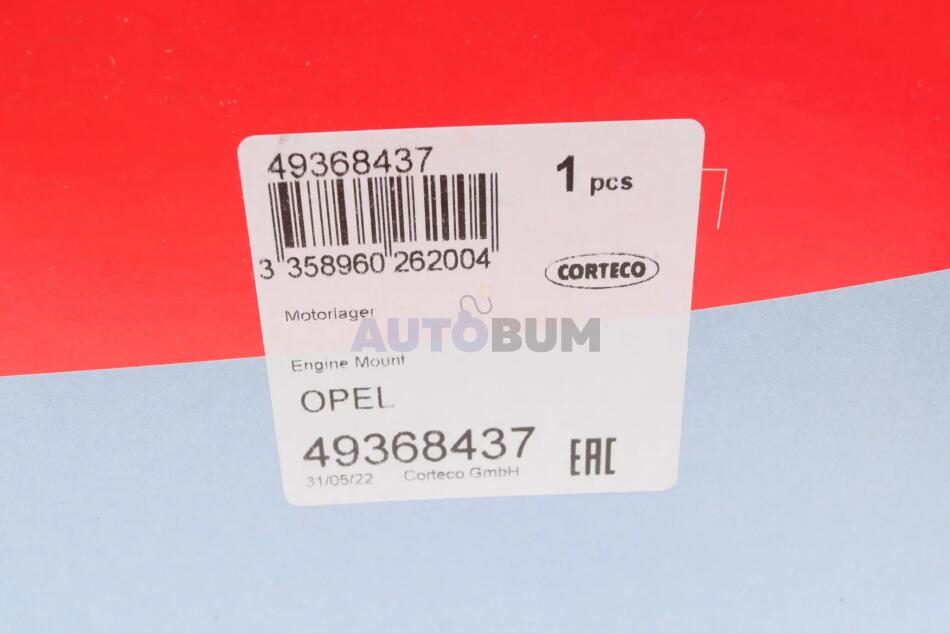 49368437
1 pcs
3 358960 262004
CORTECO
Motorlager
AUTOBUM
Engine Mount
OPEL
49368437
EAC
31/05/22 Corteco GmbH